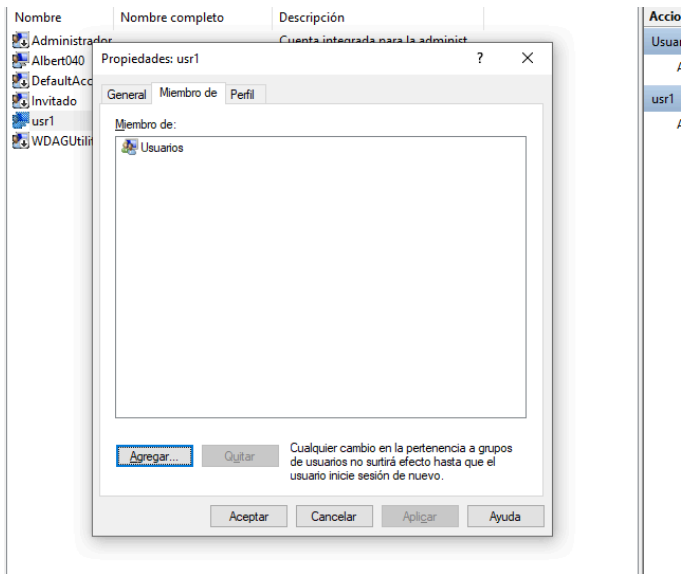 Nombre Nombre completo Descripción Accio
Administrador Cuenta integrada para la administ... Usuar
Albert040
DefaultAcc
Invitado
usr1
WDAGUtilit
Propiedades: usr1 ? ×
General Miembro de Perfil
Miembro de:
Usuarios
Agregar... Quitar
Cualquier cambio en la pertenencia a grupos
de usuarios no surtirá efecto hasta que el
usuario inicie sesión de nuevo.
Aceptar Cancelar Aplicar Ayuda
A
usr1
A